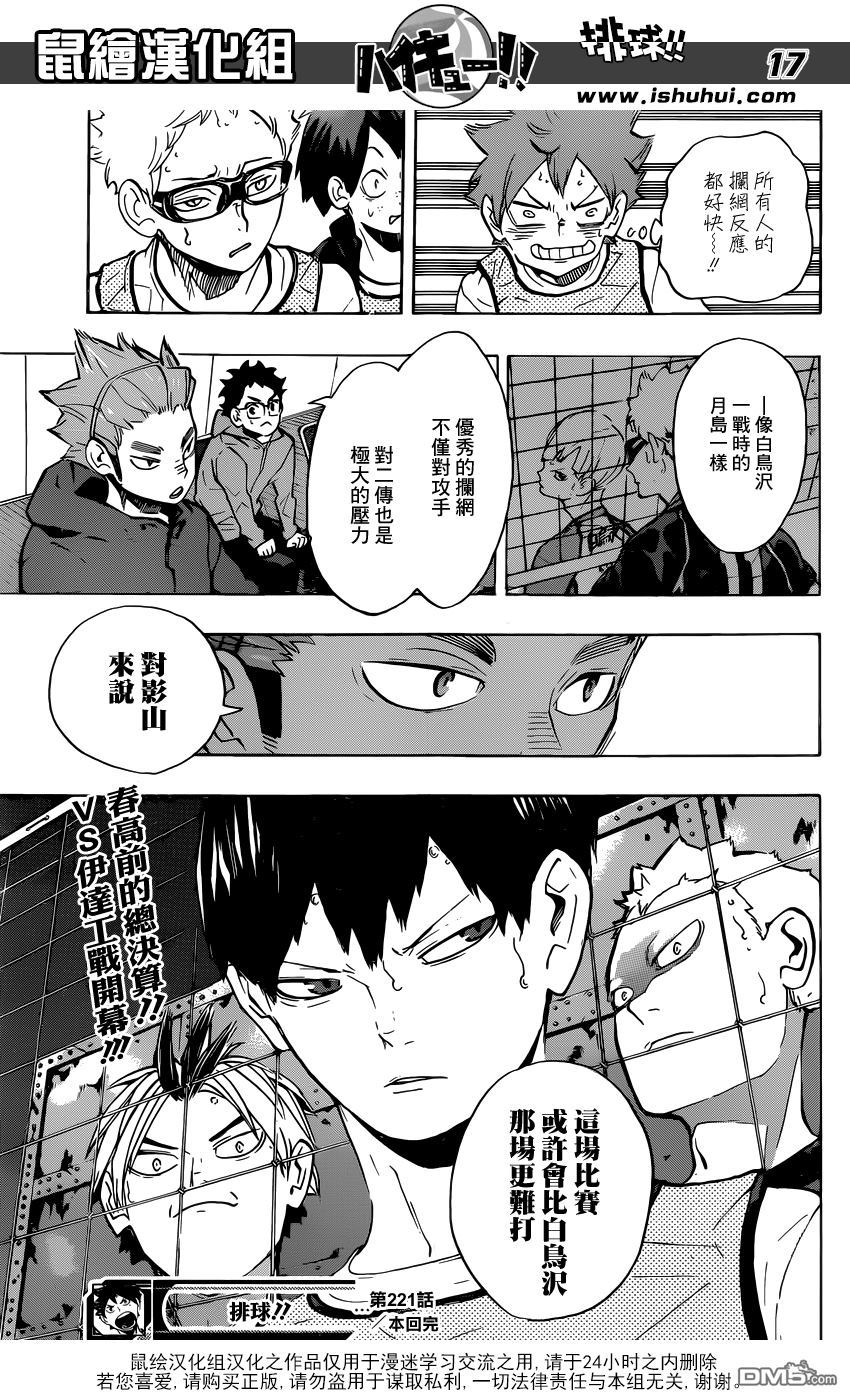 鼠繪漢化組
ハイキュー!!
排球!!
17
www.ishuhui.com
所有人的
攔網反應
都好快～!!
—像白鳥沢
一戰時的
月島一樣
優秀的攔網
不僅對攻手
對二傳也是
極大的壓力
對影山
來說
春高前的總決算!!
VS伊達工戰開幕!!!
這場比賽
或許會比白鳥沢
那場更難打
排球!!
...第221話
本回完
鼠绘汉化组汉化之作品仅用于漫迷学习交流之用, 请于24小时之内删除
若您喜爱, 请购买正版, 请勿用于谋取私利, 一切法律责任与本组无关, 谢谢。
DM5.com